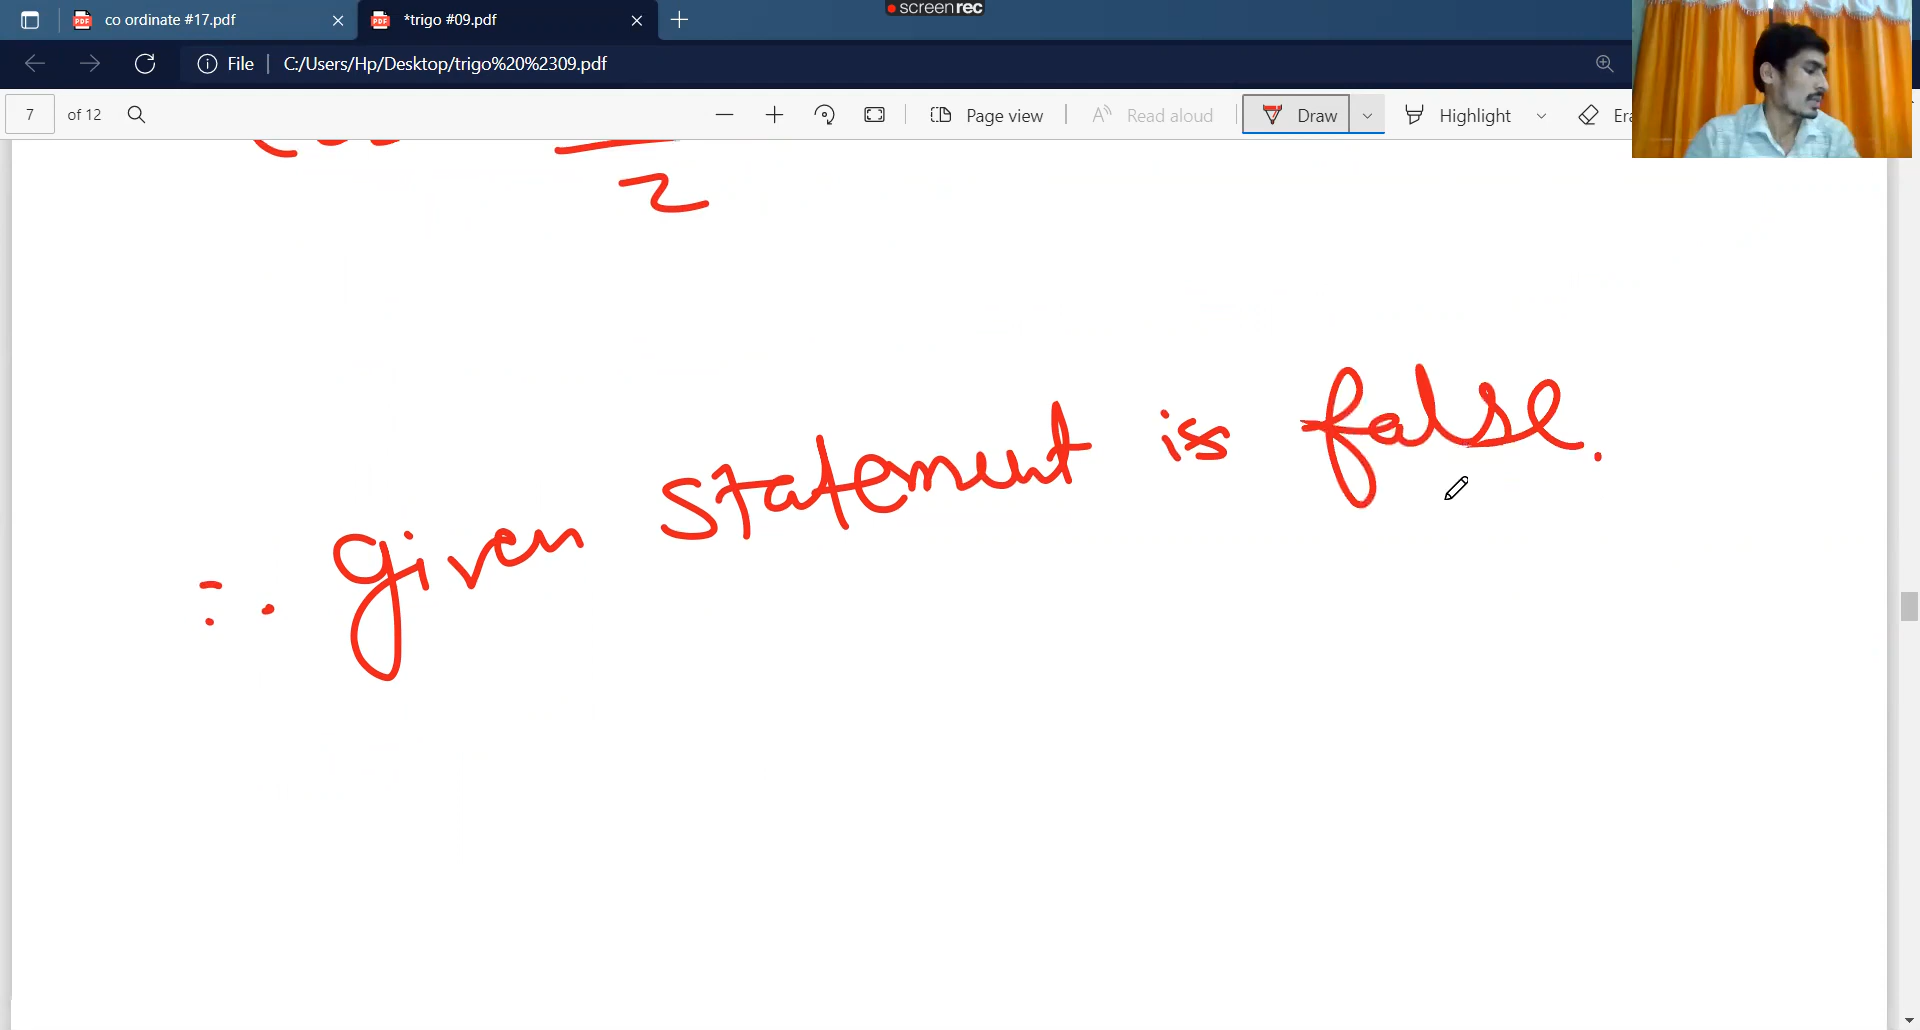 screenrec
co ordinate #17.pdf
*trigo #09.pdf
File
C:/Users/Hp/Desktop/trigo%20%2309.pdf
7 of 12
Page view
Read aloud
Draw
Highlight
2
∴ given statement is false.